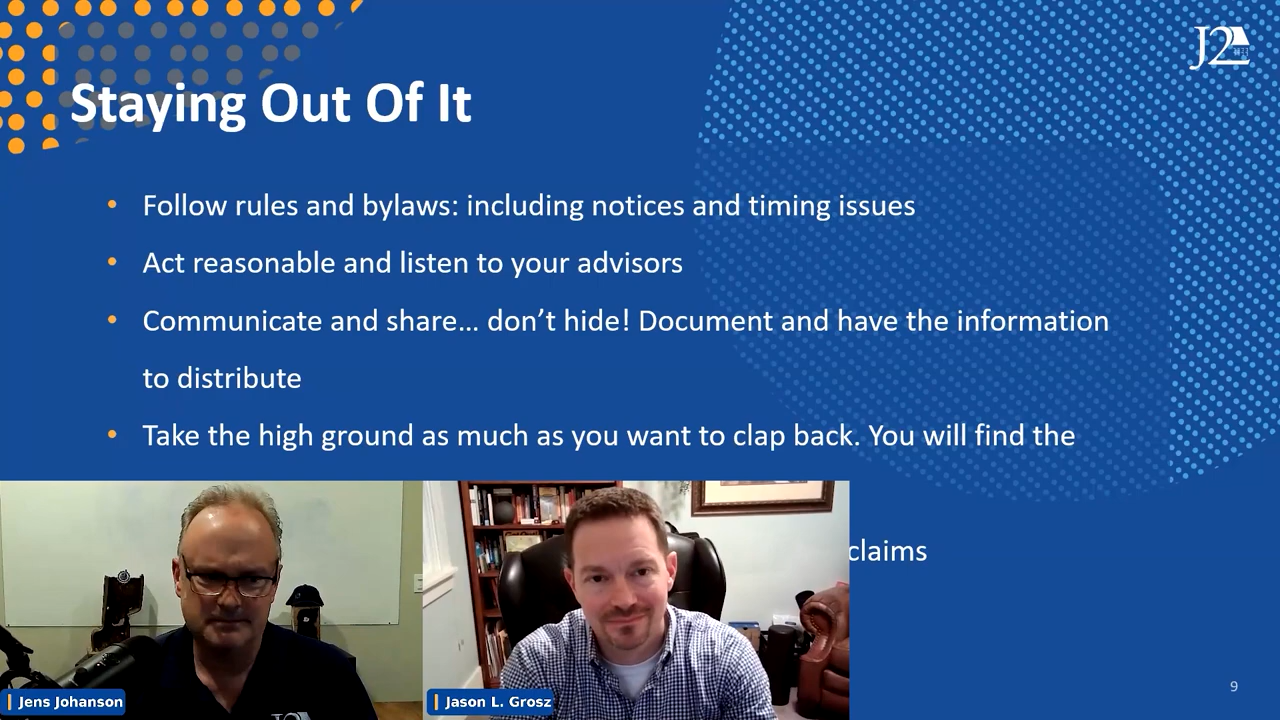 J2
Staying Out Of It
Follow rules and bylaws: including notices and timing issues
Act reasonable and listen to your advisors
Communicate and share… don’t hide! Document and have the information
to distribute
Take the high ground as much as you want to clap back. You will find the
claims
Jens Johanson
Jason L. Grosz
J2
9